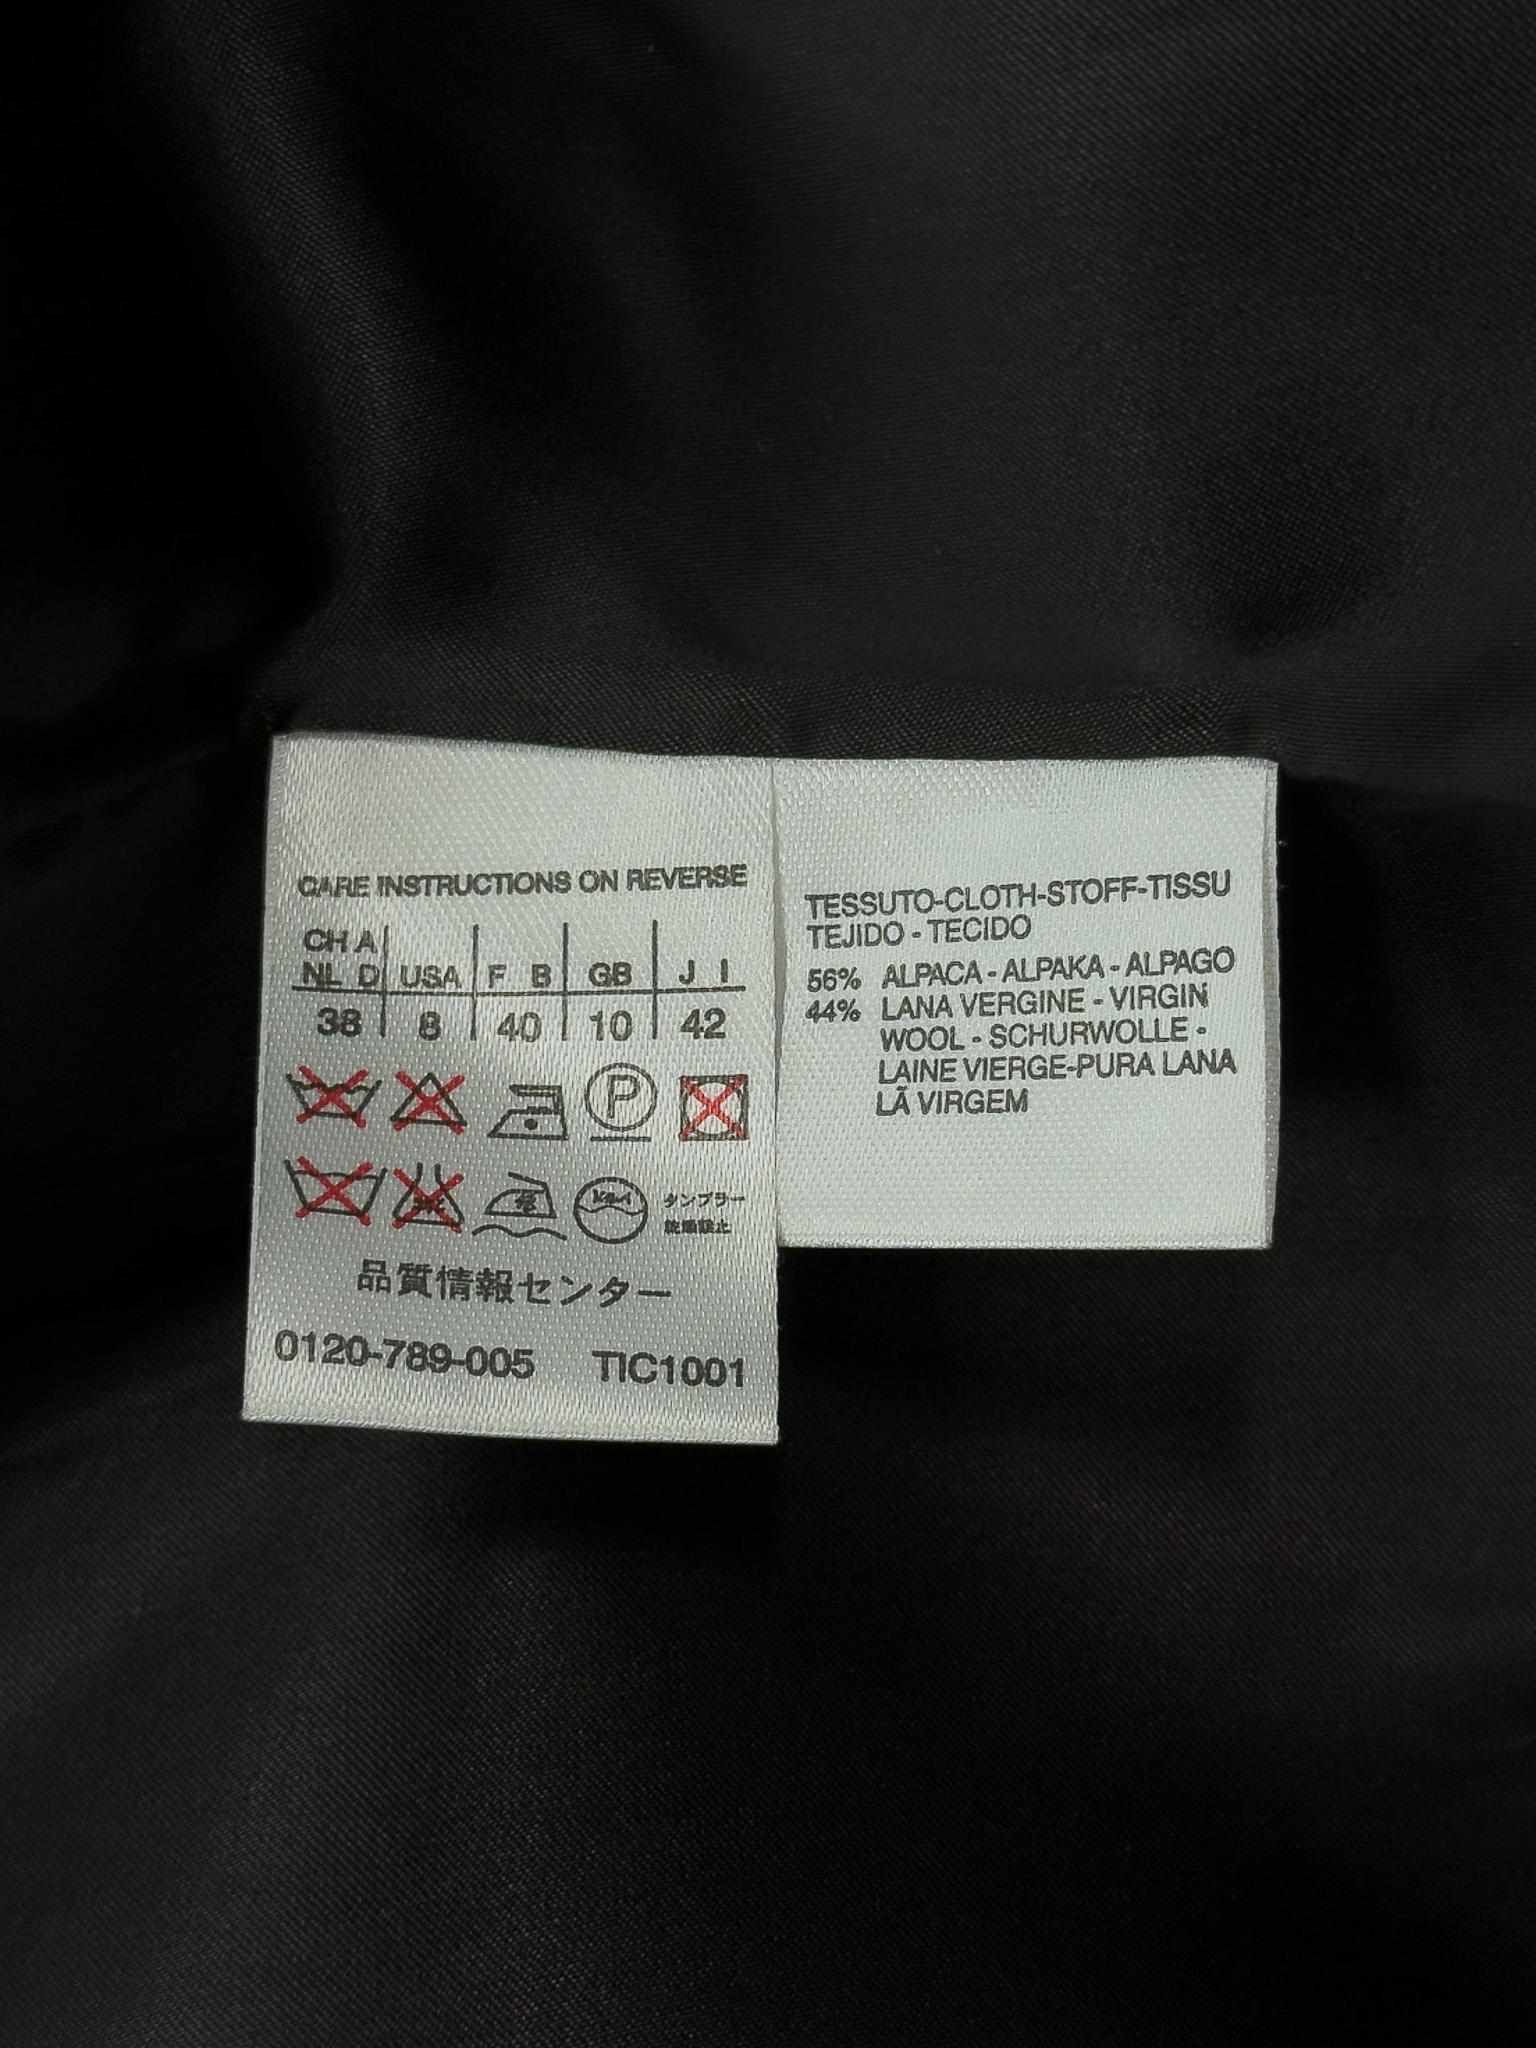 CARE INSTRUCTIONS ON REVERSE
CH A
NL D USA F B GB J I
38 8 40 10 42
P
タンブラー
乾燥禁止
品質情報センター
0120-789-005 TIC1001
TESSUTO-CLOTH-STOFF-TISSU
TEJIDO - TECIDO
56% ALPACA - ALPAKA - ALPAGO
44% LANA VERGINE - VIRGIN
WOOL - SCHURWOLLE -
LAINE VIERGE-PURA LANA
LÃ VIRGEM